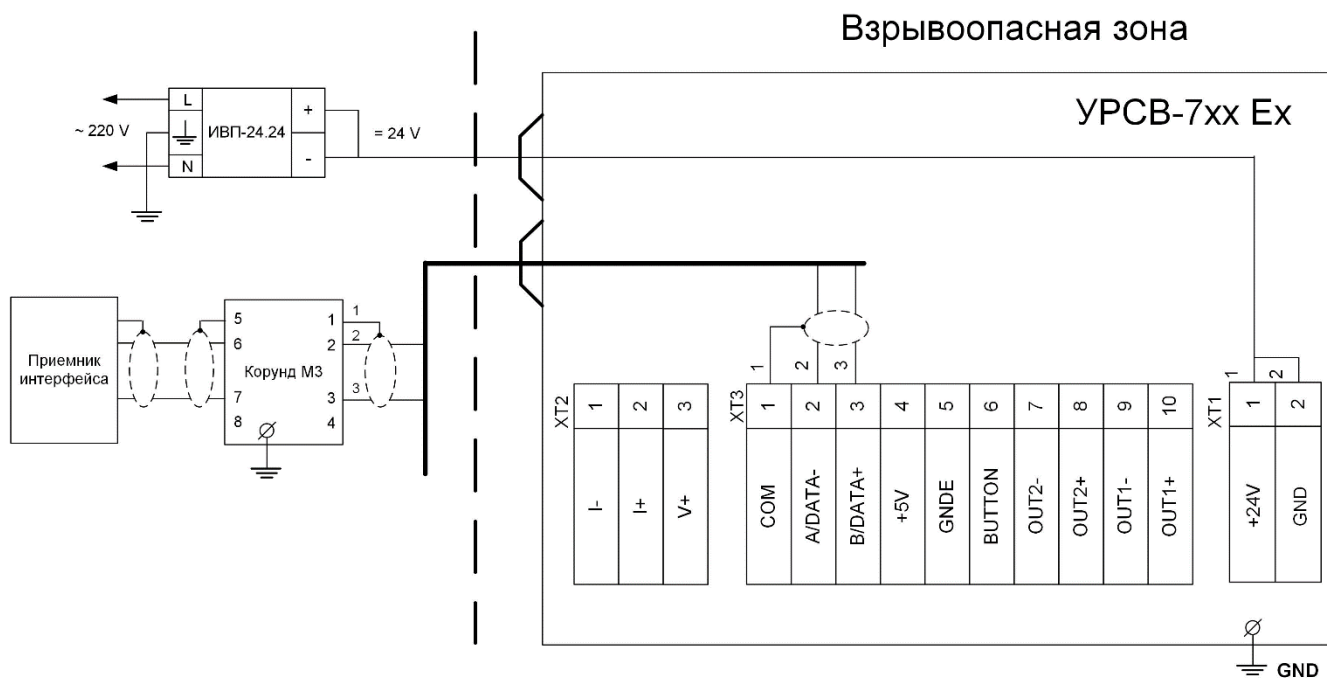 Взрывоопасная зона
УРСВ-7xx Ex
L
+
~ 220 V
ИВП-24.24
= 24 V
N
-
Приемник
интерфейса
5
6
7
8
Корунд М3
1
2
3
4
1
2
3
1
2
3
1
2
XT2
1
2
3
I-
I+
V+
XT3
1
2
3
4
5
6
7
8
9
10
COM
A/DATA-
B/DATA+
+5V
GNDE
BUTTON
OUT2-
OUT2+
OUT1-
OUT1+
XT1
1
2
+24V
GND
GND